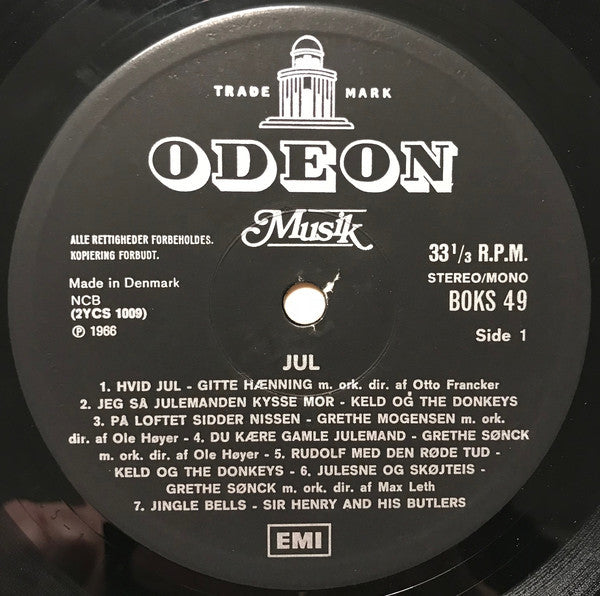 TRADE MARK
ODEON
Musik
ALLE RETTIGHEDER FORBEHOLDES.
KOPIERING FORBUDT.
Made in Denmark
NCB
(2YCS 1009)
℗ 1966
33 1/3 R.P.M.
STEREO/MONO
BOKS 49
Side 1
JUL
1. HVID JUL - GITTE HÆNNING m. ork. dir. af Otto Francker
2. JEG SA JULEMANDEN KYSSE MOR - KELD OG THE DONKEYS
3. PA LOFTET SIDDER NISSEN - GRETHE MOGENSEN m. ork.
dir. af Ole Høyer - 4. DU KÆRE GAMLE JULEMAND - GRETHE SØNCK
m. ork. dir. af Ole Høyer - 5. RUDOLF MED DEN RØDE TUD -
KELD OG THE DONKEYS - 6. JULESNE OG SKØJTEIS -
GRETHE SØNCK m. ork. dir. af Max Leth
7. JINGLE BELLS - SIR HENRY AND HIS BUTLERS
EMI